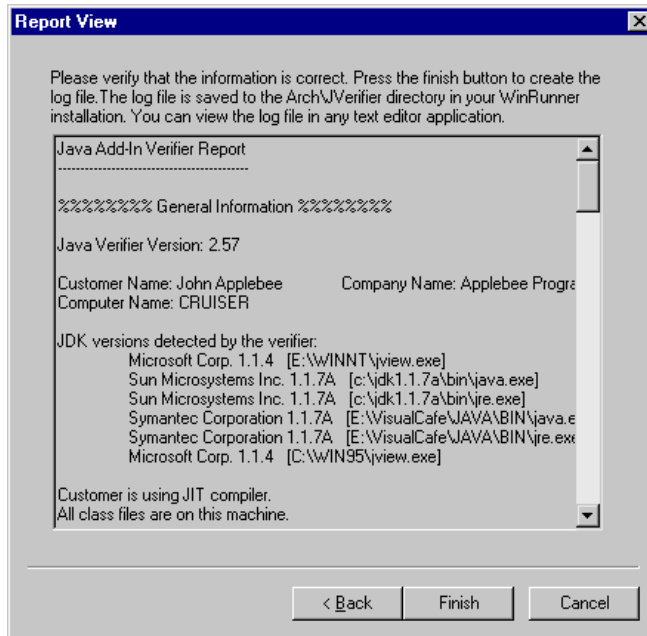 Report View
Please verify that the information is correct. Press the finish button to create the
log file.The log file is saved to the Arch\JVerifier directory in your WinRunner
installation. You can view the log file in any text editor application.
Java Add-In Verifier Report
------------------------------------------
%%%%%%%% General Information %%%%%%%%
Java Verifier Version: 2.57
Customer Name: John Applebee Company Name: Applebee Progra
Computer Name: CRUISER
JDK versions detected by the verifier:
Microsoft Corp. 1.1.4 [E:\WINNT\jview.exe]
Sun Microsystems Inc. 1.1.7A [c:\jdk1.1.7a\bin\java.exe]
Sun Microsystems Inc. 1.1.7A [c:\jdk1.1.7a\bin\jre.exe]
Symantec Corporation 1.1.7A [E:\VisualCafe\JAVA\BIN\java.e
Symantec Corporation 1.1.7A [E:\VisualCafe\JAVA\BIN\jre.exe
Microsoft Corp. 1.1.4 [C:\WIN95\jview.exe]
Customer is using JIT compiler.
All class files are on this machine.
< Back Finish Cancel